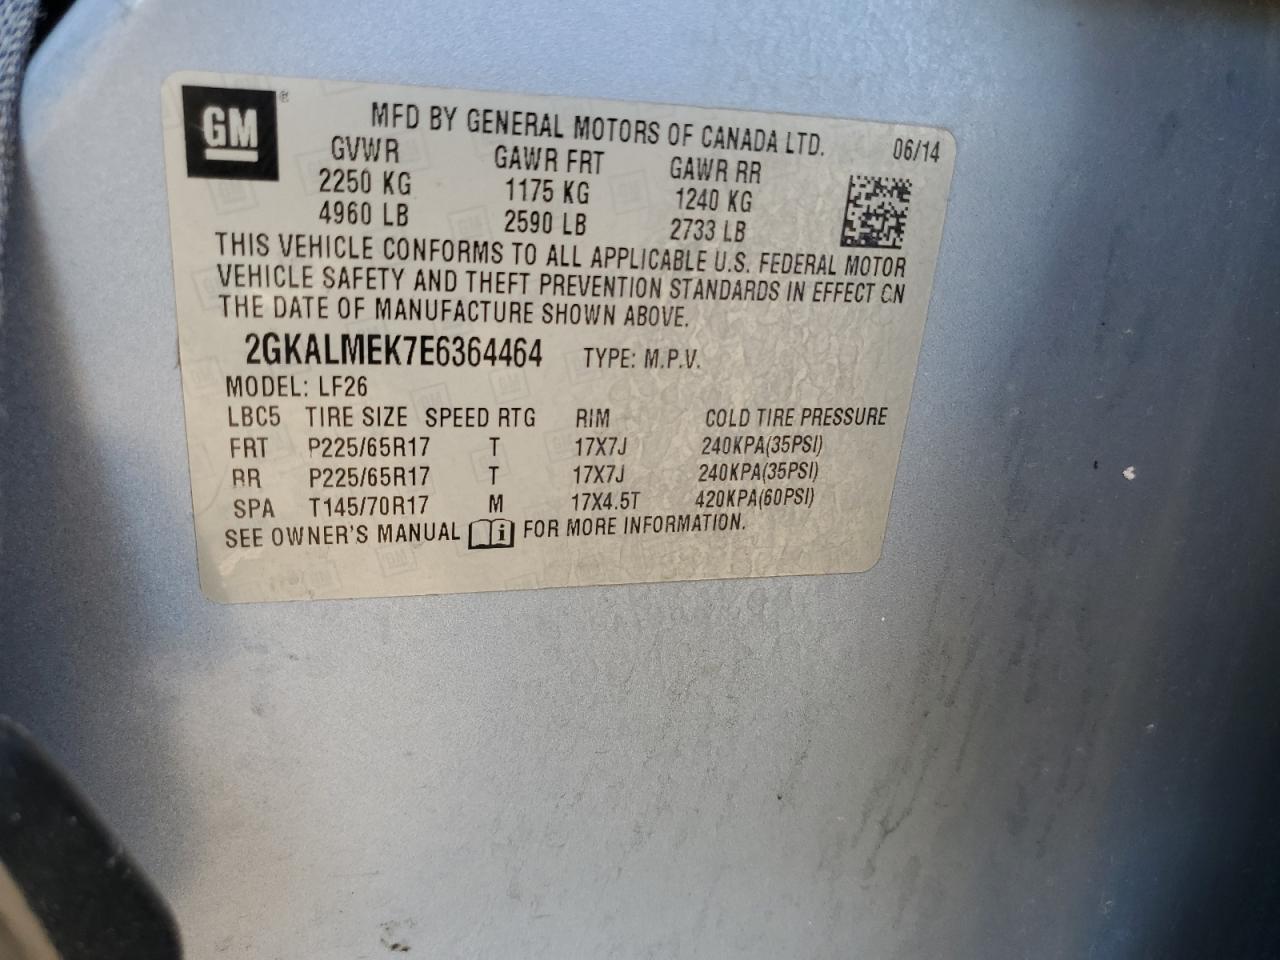 GM ®
MFD BY GENERAL MOTORS OF CANADA LTD. 06/14
GVWR GAWR FRT GAWR RR
2250 KG 1175 KG 1240 KG
4960 LB 2590 LB 2733 LB
THIS VEHICLE CONFORMS TO ALL APPLICABLE U.S. FEDERAL MOTOR
VEHICLE SAFETY AND THEFT PREVENTION STANDARDS IN EFFECT ON
THE DATE OF MANUFACTURE SHOWN ABOVE.
2GKALMEK7E6364464 TYPE: M.P.V.
MODEL: LF26
LBC5 TIRE SIZE SPEED RTG RIM COLD TIRE PRESSURE
FRT P225/65R17 T 17X7J 240KPA(35PSI)
RR P225/65R17 T 17X7J 240KPA(35PSI)
SPA T145/70R17 M 17X4.5T 420KPA(60PSI)
SEE OWNER'S MANUAL i FOR MORE INFORMATION.